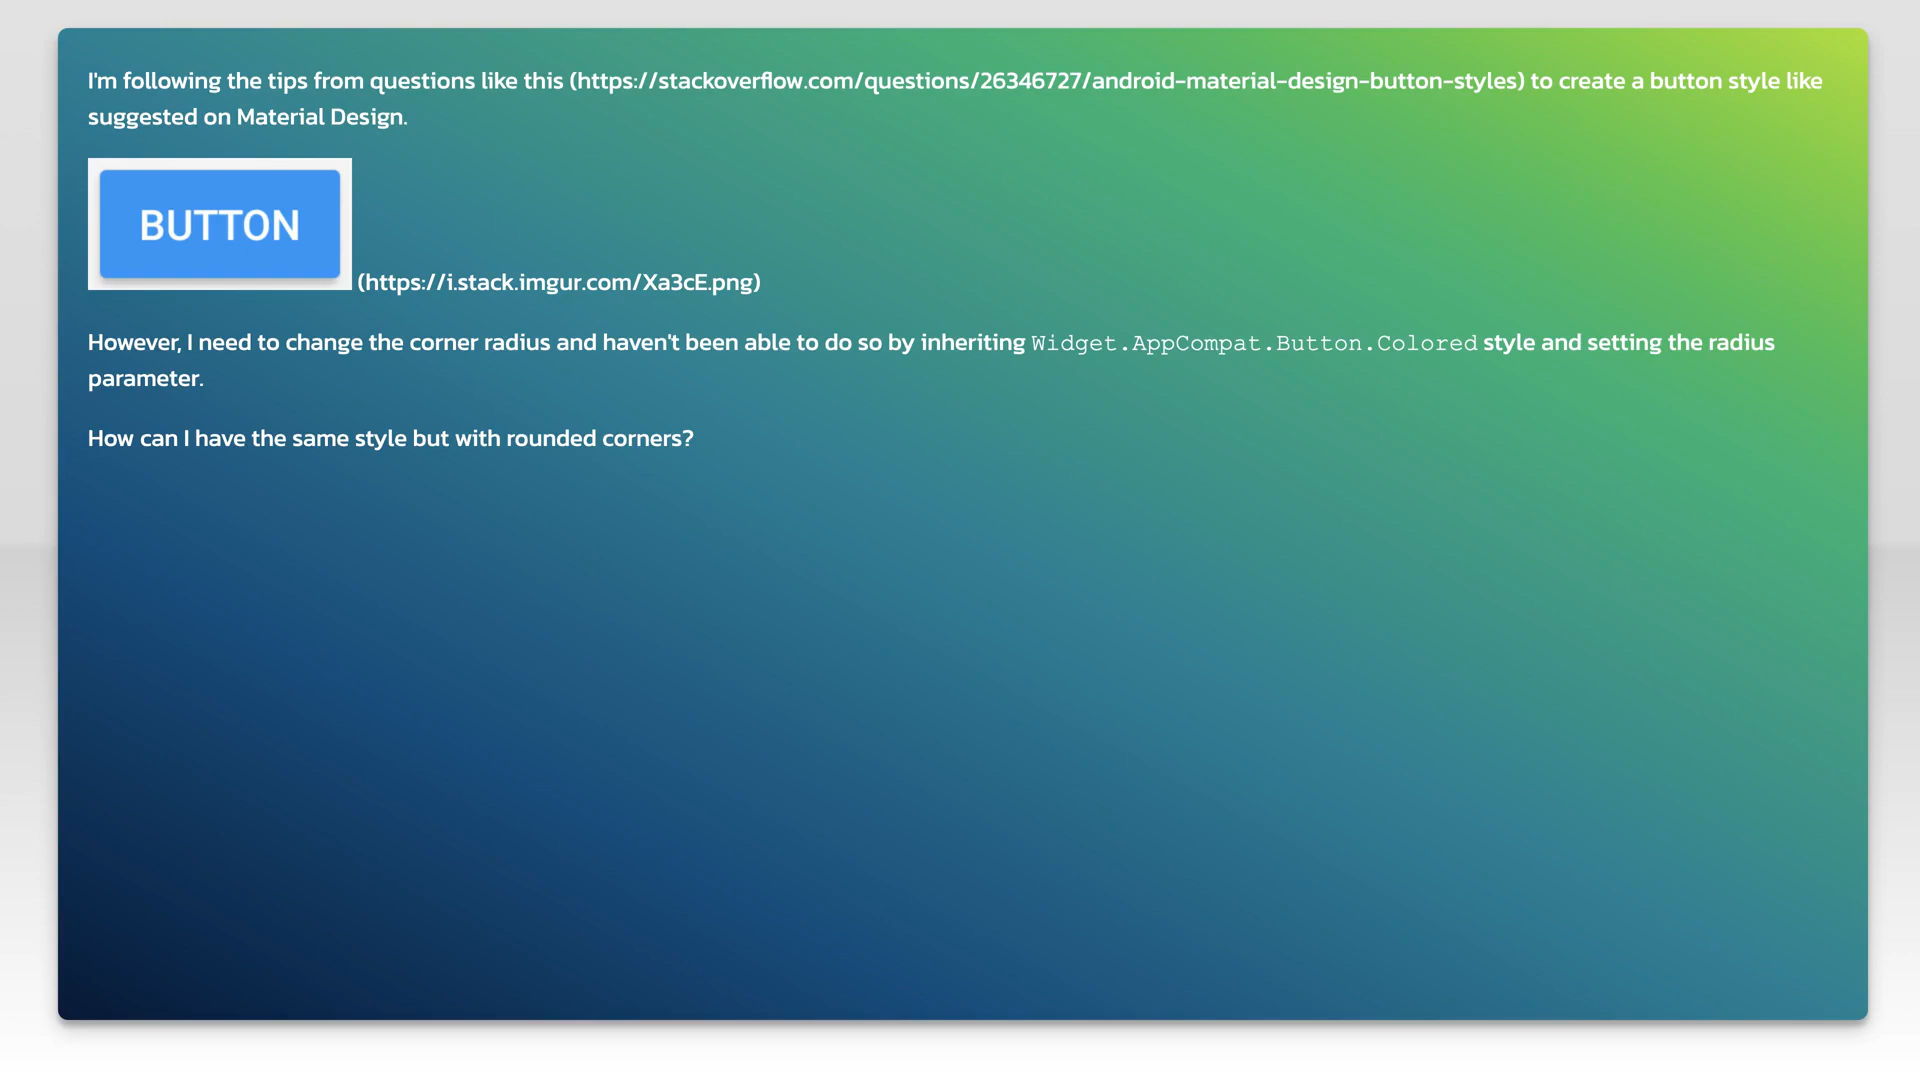 I'm following the tips from questions like this (https://stackoverflow.com/questions/26346727/android-material-design-button-styles) to create a button style like
suggested on Material Design.
BUTTON
(https://i.stack.imgur.com/Xa3cE.png)
However, I need to change the corner radius and haven't been able to do so by inheriting Widget.AppCompat.Button.Colored style and setting the radius
parameter.
How can I have the same style but with rounded corners?